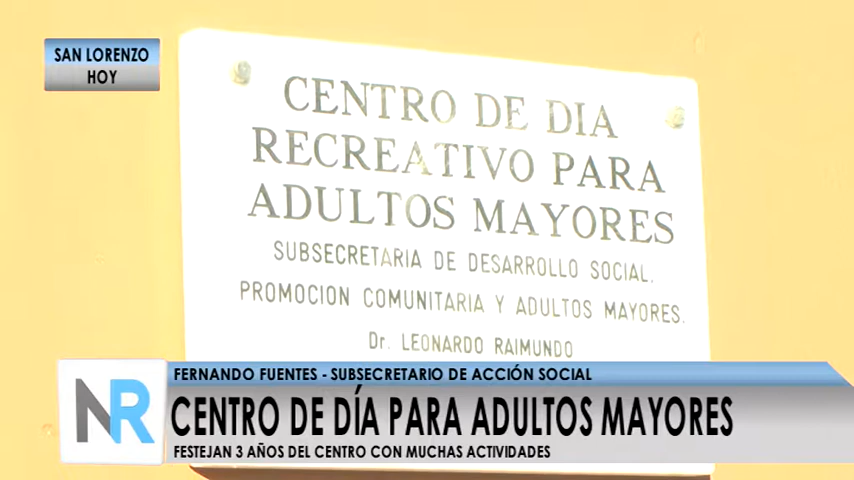 SAN LORENZO
HOY
CENTRO DE DIA
RECREATIVO PARA
ADULTOS MAYORES
SUBSECRETARIA DE DESARROLLO SOCIAL.
PROMOCION COMUNITARIA Y ADULTOS MAYORES.
Dr. LEONARDO RAIMUNDO
FERNANDO FUENTES - SUBSECRETARIO DE ACCIÓN SOCIAL
NR
CENTRO DE DÍA PARA ADULTOS MAYORES
FESTEJAN 3 AÑOS DEL CENTRO CON MUCHAS ACTIVIDADES